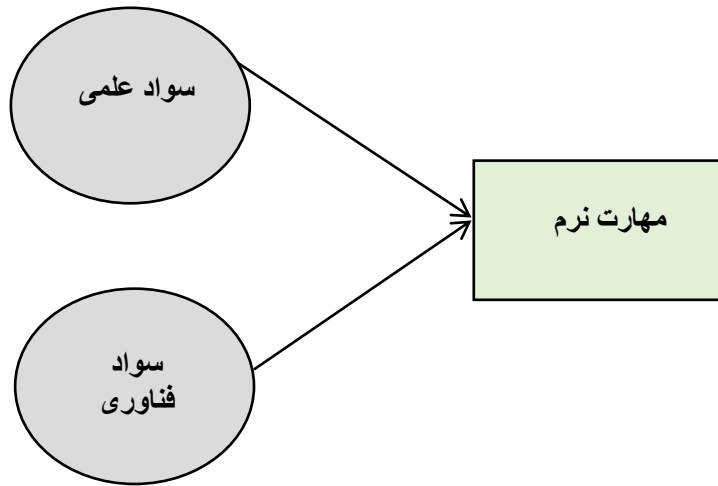 سواد علمی
مهارت نرم
سواد
فناوری